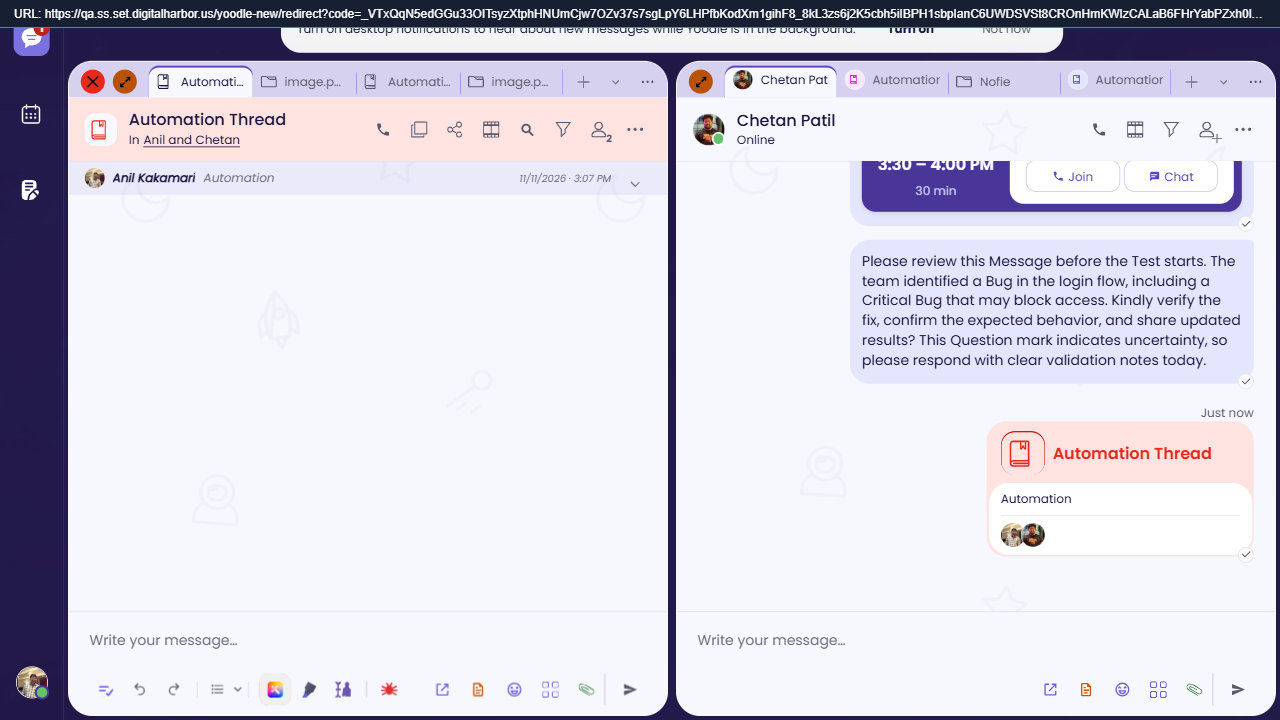 URL: https://qa.ss.set.digitalharbor.us/yoodle-new/redirect?code=_VTxQqN5edGGu33OITsyzXtphHNUmCjw7OZv37s7sgLpY6LHPfbKodXm1gihF8_8kL3zs6j2K5cbh5iIBPH1sbpIanC6UWDSVSt8CROnHmKWIzCALaB6FHrYabPZxh0I...
Turn on desktop notifications to hear about new messages while Yoodle is in the background. Turn on Not now
Automati... image.p... Automati... image.p...
Automation Thread
In Anil and Chetan
2
Anil Kakamari Automation 11/11/2026 · 3:07 PM
Write your message...
Chetan Pat Automation Nofie Automation
Chetan Patil
Online
3:30 – 4:00 PM
30 min
Join Chat
Please review this Message before the Test starts. The
team identified a Bug in the login flow, including a
Critical Bug that may block access. Kindly verify the
fix, confirm the expected behavior, and share updated
results? This Question mark indicates uncertainty, so
please respond with clear validation notes today.
Just now
Automation Thread
Automation
Write your message...